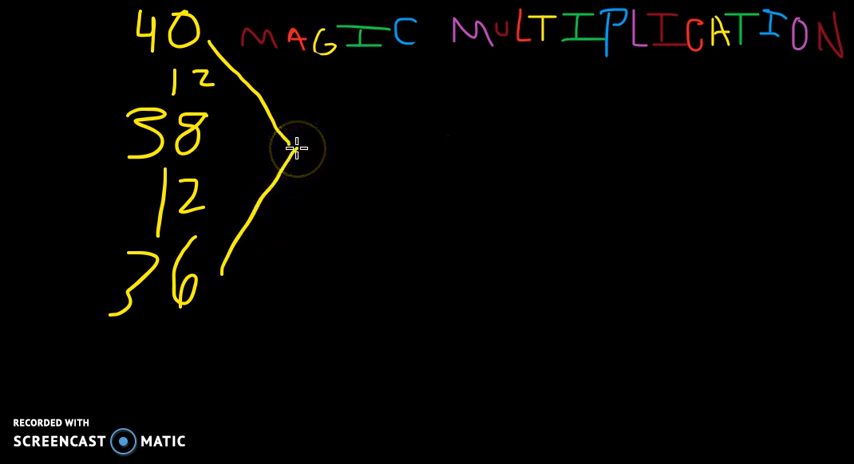 40 MAGIC MULTIPLICATION
12
38
12
36
RECORDED WITH
SCREENCAST MATIC